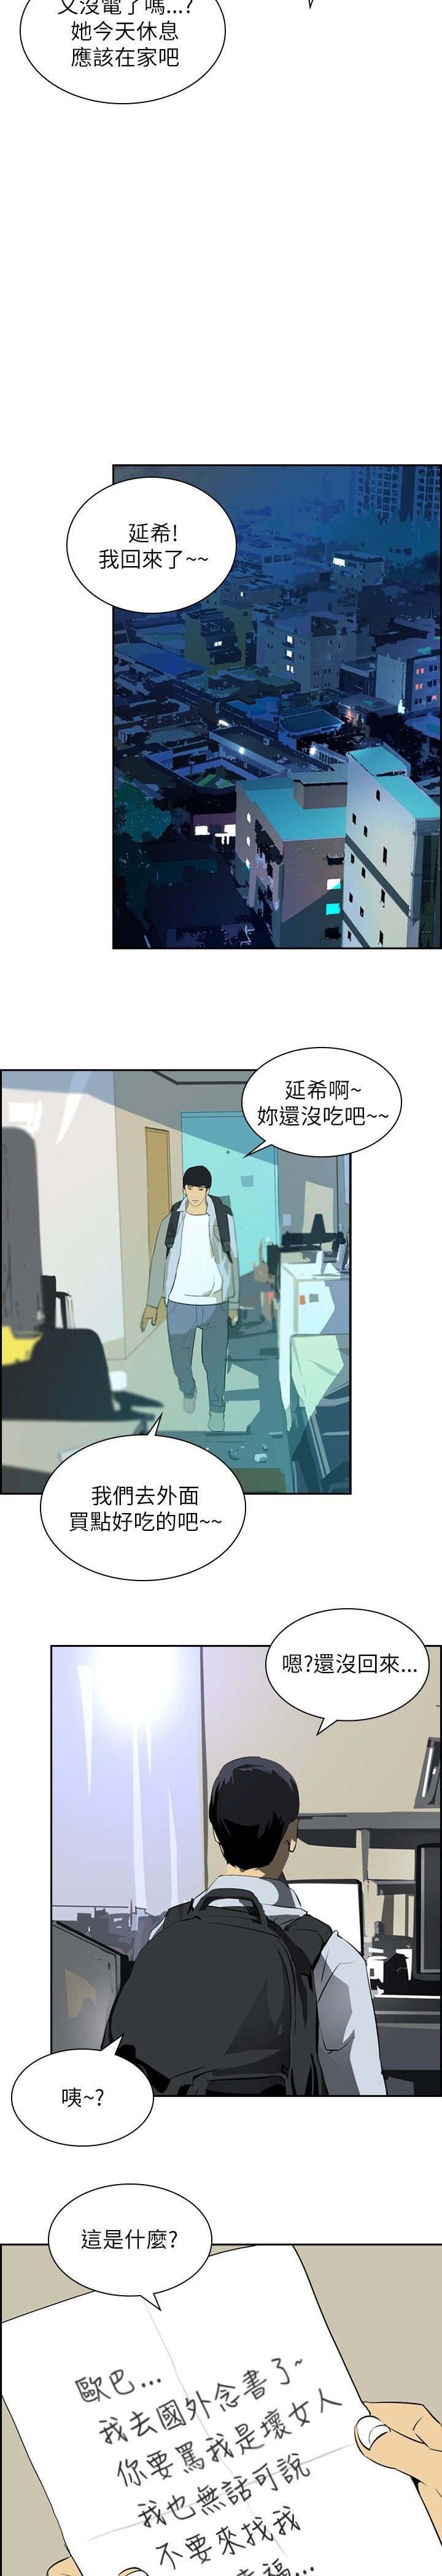 又沒電了嗎...?
她今天休息
應該在家吧
延希!
我回來了~~
延希啊~
妳還沒吃吧~~
我們去外面
買點好吃的吧~~
嗯?還沒回來...
咦~?
這是什麼?
歐巴...
我去國外念書了~
你要罵我是壞女人
我也無話可說
不要來找我
幸福...